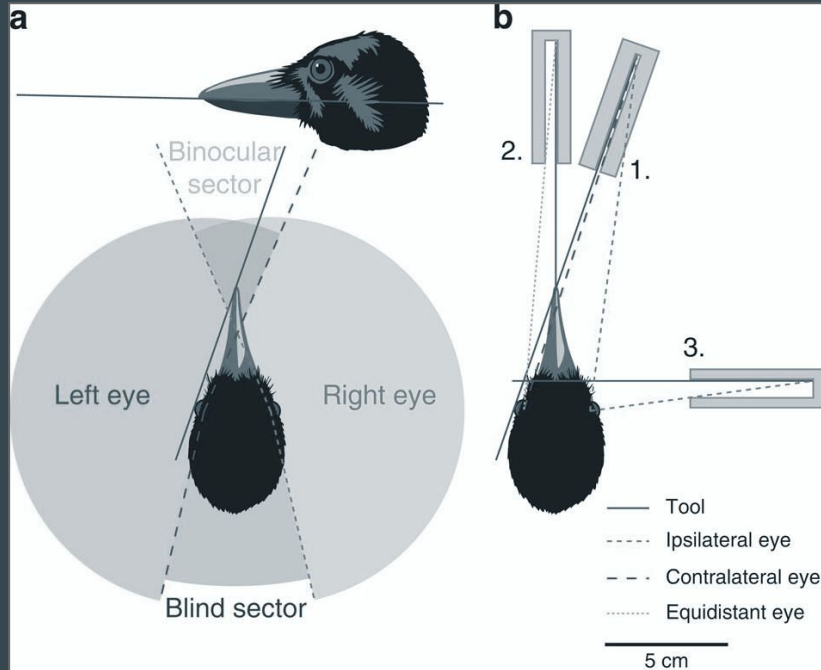 a
b
Binocular
sector
2.
1.
3.
Left eye
Right eye
Blind sector
Tool
Ipsilateral eye
Contralateral eye
Equidistant eye
5 cm